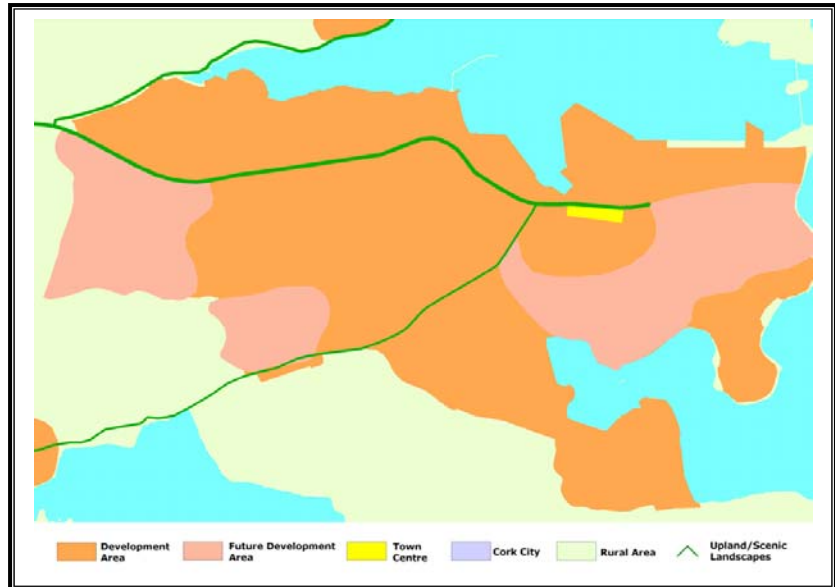 Development Area
Future Development Area
Town Centre
Cork City
Rural Area
Upland/Scenic Landscapes